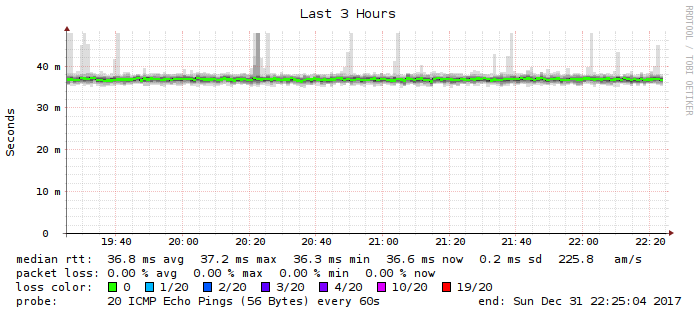 Last 3 Hours
RRDTOOL / TOBI OETIKER
Seconds
40 m
30 m
20 m
10 m
0
19:40 20:00 20:20 20:40 21:00 21:20 21:40 22:00 22:20
median rtt: 36.8 ms avg 37.2 ms max 36.3 ms min 36.6 ms now 0.2 ms sd 225.8 am/s
packet loss: 0.00 % avg 0.00 % max 0.00 % min 0.00 % now
loss color: 0 1/20 2/20 3/20 4/20 10/20 19/20
probe: 20 ICMP Echo Pings (56 Bytes) every 60s end: Sun Dec 31 22:25:04 2017